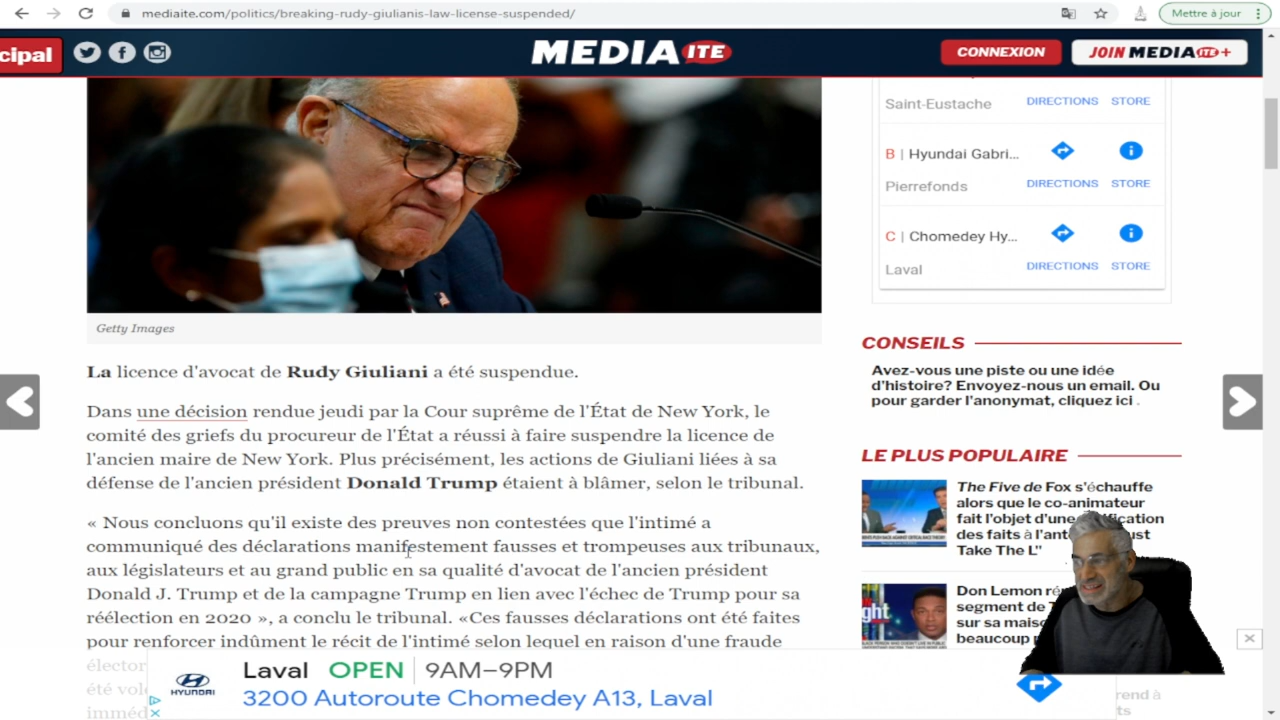 mediaite.com/politics/breaking-rudy-giulianis-law-license-suspended/
Mettre à jour
cipal
MEDIAITE
CONNEXION
JOIN MEDIAITE+
Saint-Eustache
DIRECTIONS
STORE
B | Hyundai Gabri...
Pierrefonds
DIRECTIONS
STORE
C | Chomedey Hy...
Laval
DIRECTIONS
STORE
Getty Images
La licence d'avocat de Rudy Giuliani a été suspendue.
Dans une décision rendue jeudi par la Cour suprême de l'État de New York, le
comité des griefs du procureur de l'État a réussi à faire suspendre la licence de
l'ancien maire de New York. Plus précisément, les actions de Giuliani liées à sa
défense de l'ancien président Donald Trump étaient à blâmer, selon le tribunal.
« Nous concluons qu'il existe des preuves non contestées que l'intimé a
communiqué des déclarations manifestement fausses et trompeuses aux tribunaux,
aux législateurs et au grand public en sa qualité d'avocat de l'ancien président
Donald J. Trump et de la campagne Trump en lien avec l'échec de Trump pour sa
réélection en 2020 », a conclu le tribunal. «Ces fausses déclarations ont été faites
pour renforcer indûment le récit de l'intimé selon lequel en raison d'une fraude
élector
été vol
imméd
CONSEILS
Avez-vous une piste ou une idée
d'histoire? Envoyez-nous un email. Ou
pour garder l'anonymat, cliquez ici .
LE PLUS POPULAIRE
The Five de Fox s'échauffe
alors que le co-animateur
fait l'objet d'une
des faits à
Take The L"
Don Lemon
segment de
sur sa
beaucoup
HYUNDAI
Laval OPEN 9AM–9PM
3200 Autoroute Chomedey A13, Laval